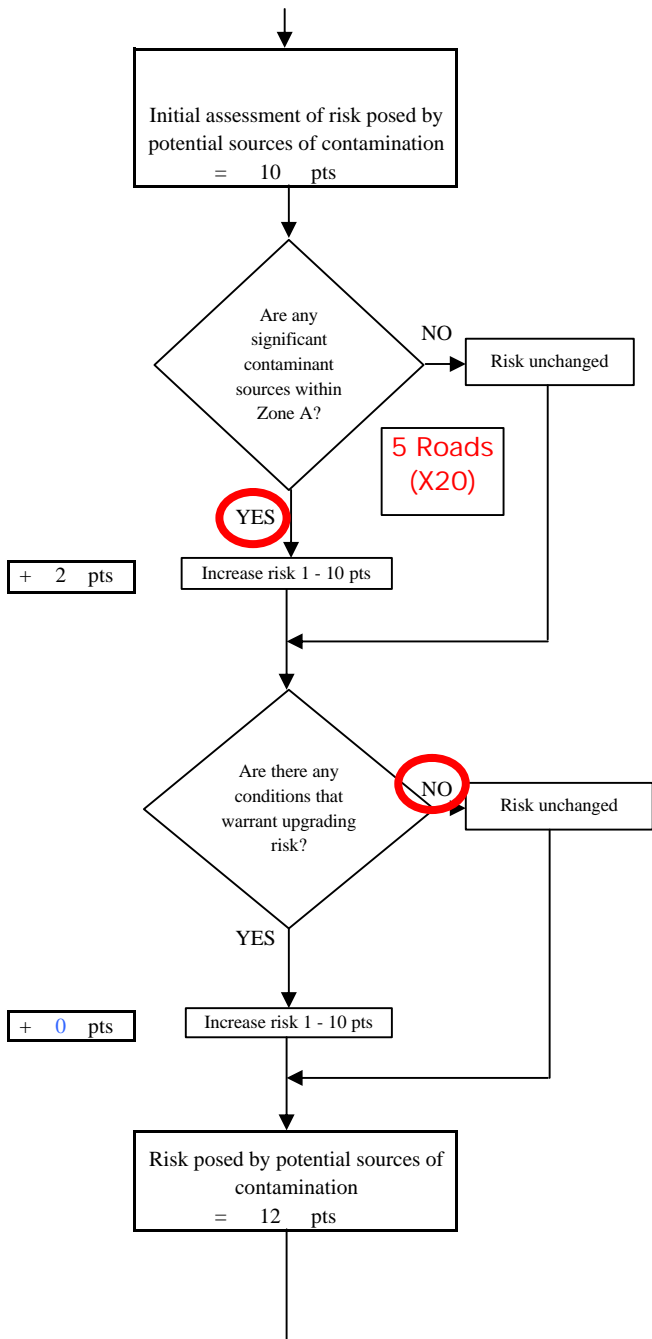 Initial assessment of risk posed by
potential sources of contamination
= 10 pts
Are any
significant
contaminant
sources within
Zone A?
NO
Risk unchanged
5 Roads
(X20)
YES
+ 2 pts
Increase risk 1 - 10 pts
Are there any
conditions that
warrant upgrading
risk?
NO
Risk unchanged
YES
+ 0 pts
Increase risk 1 - 10 pts
Risk posed by potential sources of
contamination
= 12 pts